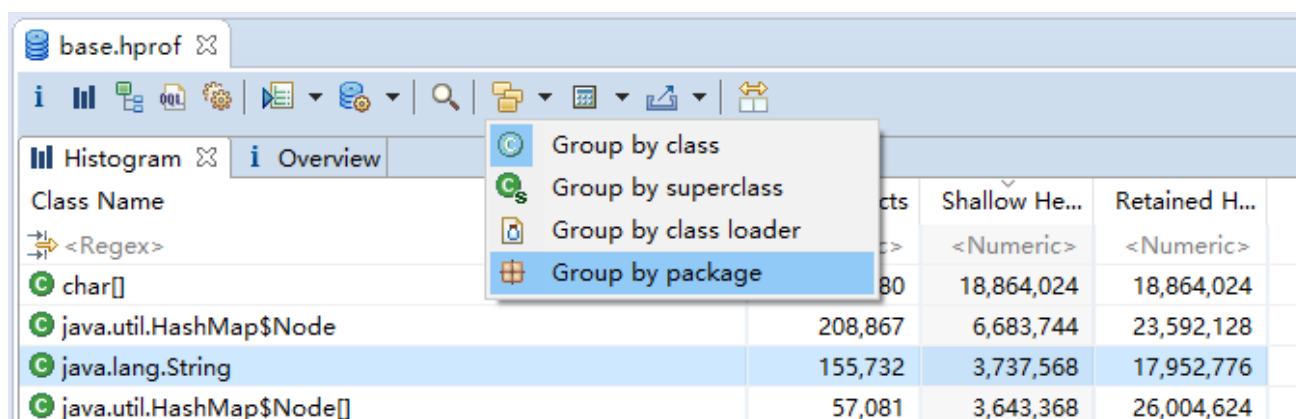 base.hprof
i OQL
Histogram i Overview
Group by class
Group by superclass
Group by class loader
Group by package
Class Name cts Shallow He... Retained H...
<Regex> c> <Numeric> <Numeric>
char[] 80 18,864,024 18,864,024
java.util.HashMap$Node 208,867 6,683,744 23,592,128
java.lang.String 155,732 3,737,568 17,952,776
java.util.HashMap$Node[] 57,081 3,643,368 26,004,624